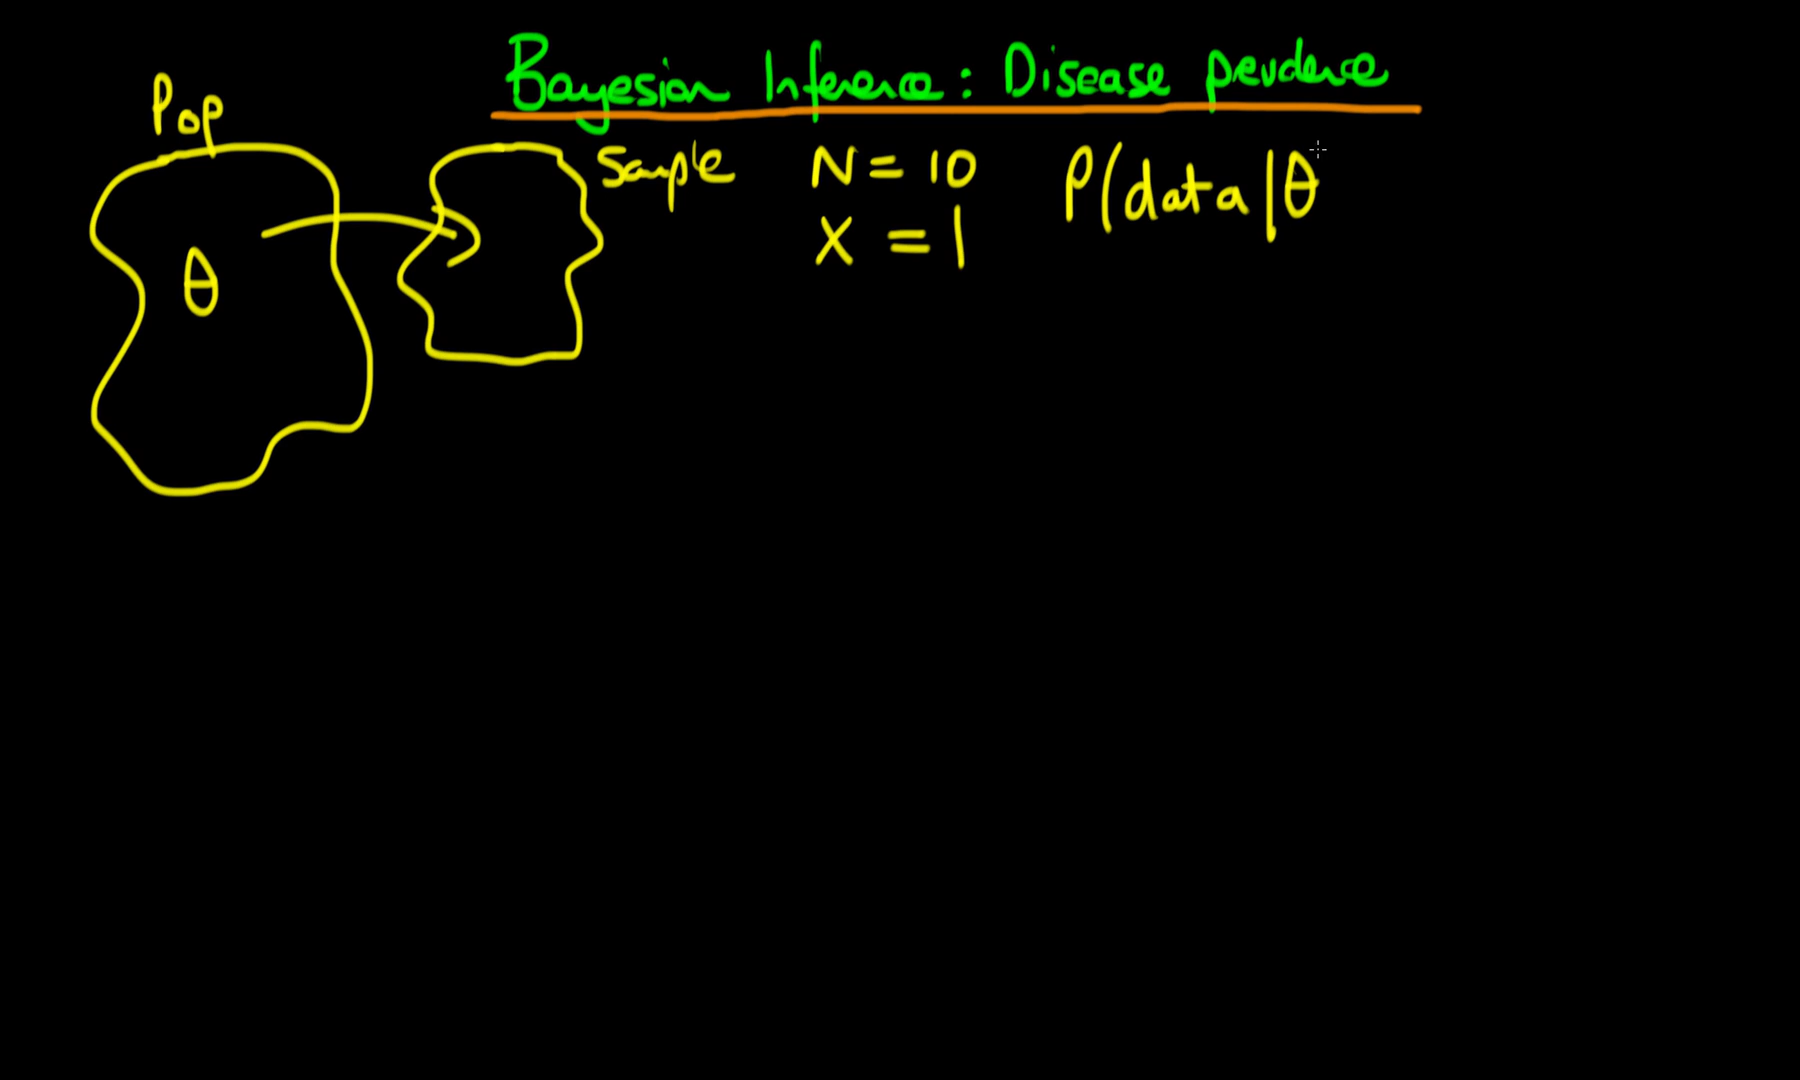 Bayesian Inference: Disease prevalence
Pop
Sample N = 10 P(data|θ
X = 1
θ